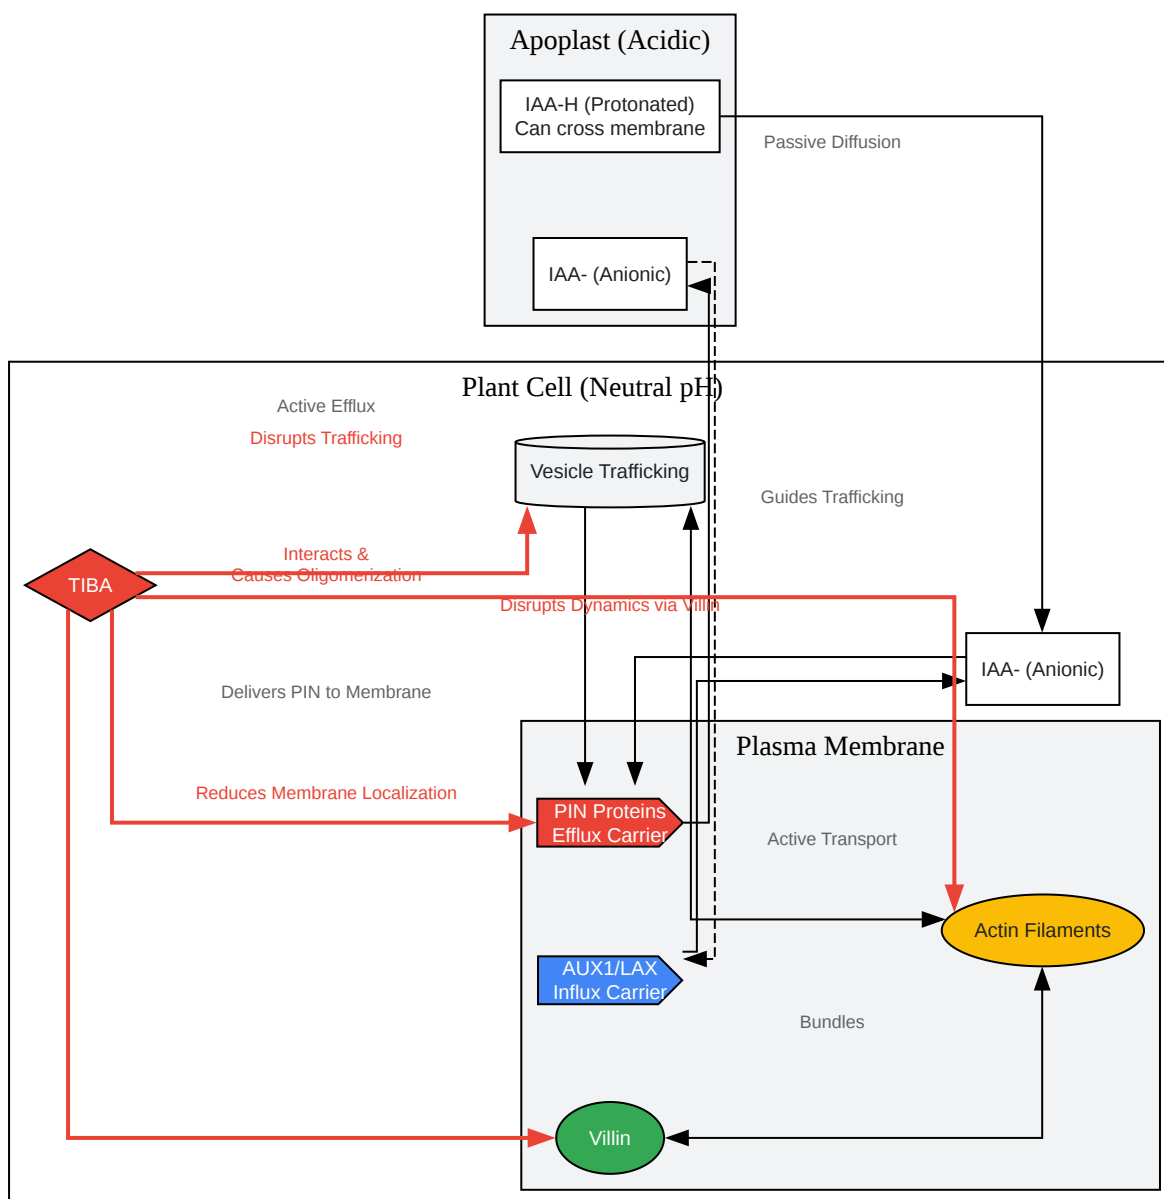 Apoplast (Acidic)
IAA-H (Protonated)
Can cross membrane
Passive Diffusion
IAA- (Anionic)
Plant Cell (Neutral pH)
Active Efflux
Disrupts Trafficking
Vesicle Trafficking
Guides Trafficking
Interacts &
Causes Oligomerization
TIBA
Disrupts Dynamics via Villin
IAA- (Anionic)
Delivers PIN to Membrane
Plasma Membrane
Reduces Membrane Localization
PIN Proteins
Efflux Carrier
Active Transport
Actin Filaments
AUX1/LAX
Influx Carrier
Bundles
Villin